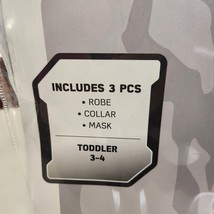 INCLUDES 3 PCS
• ROBE
• COLLAR
• MASK
TODDLER
3-4